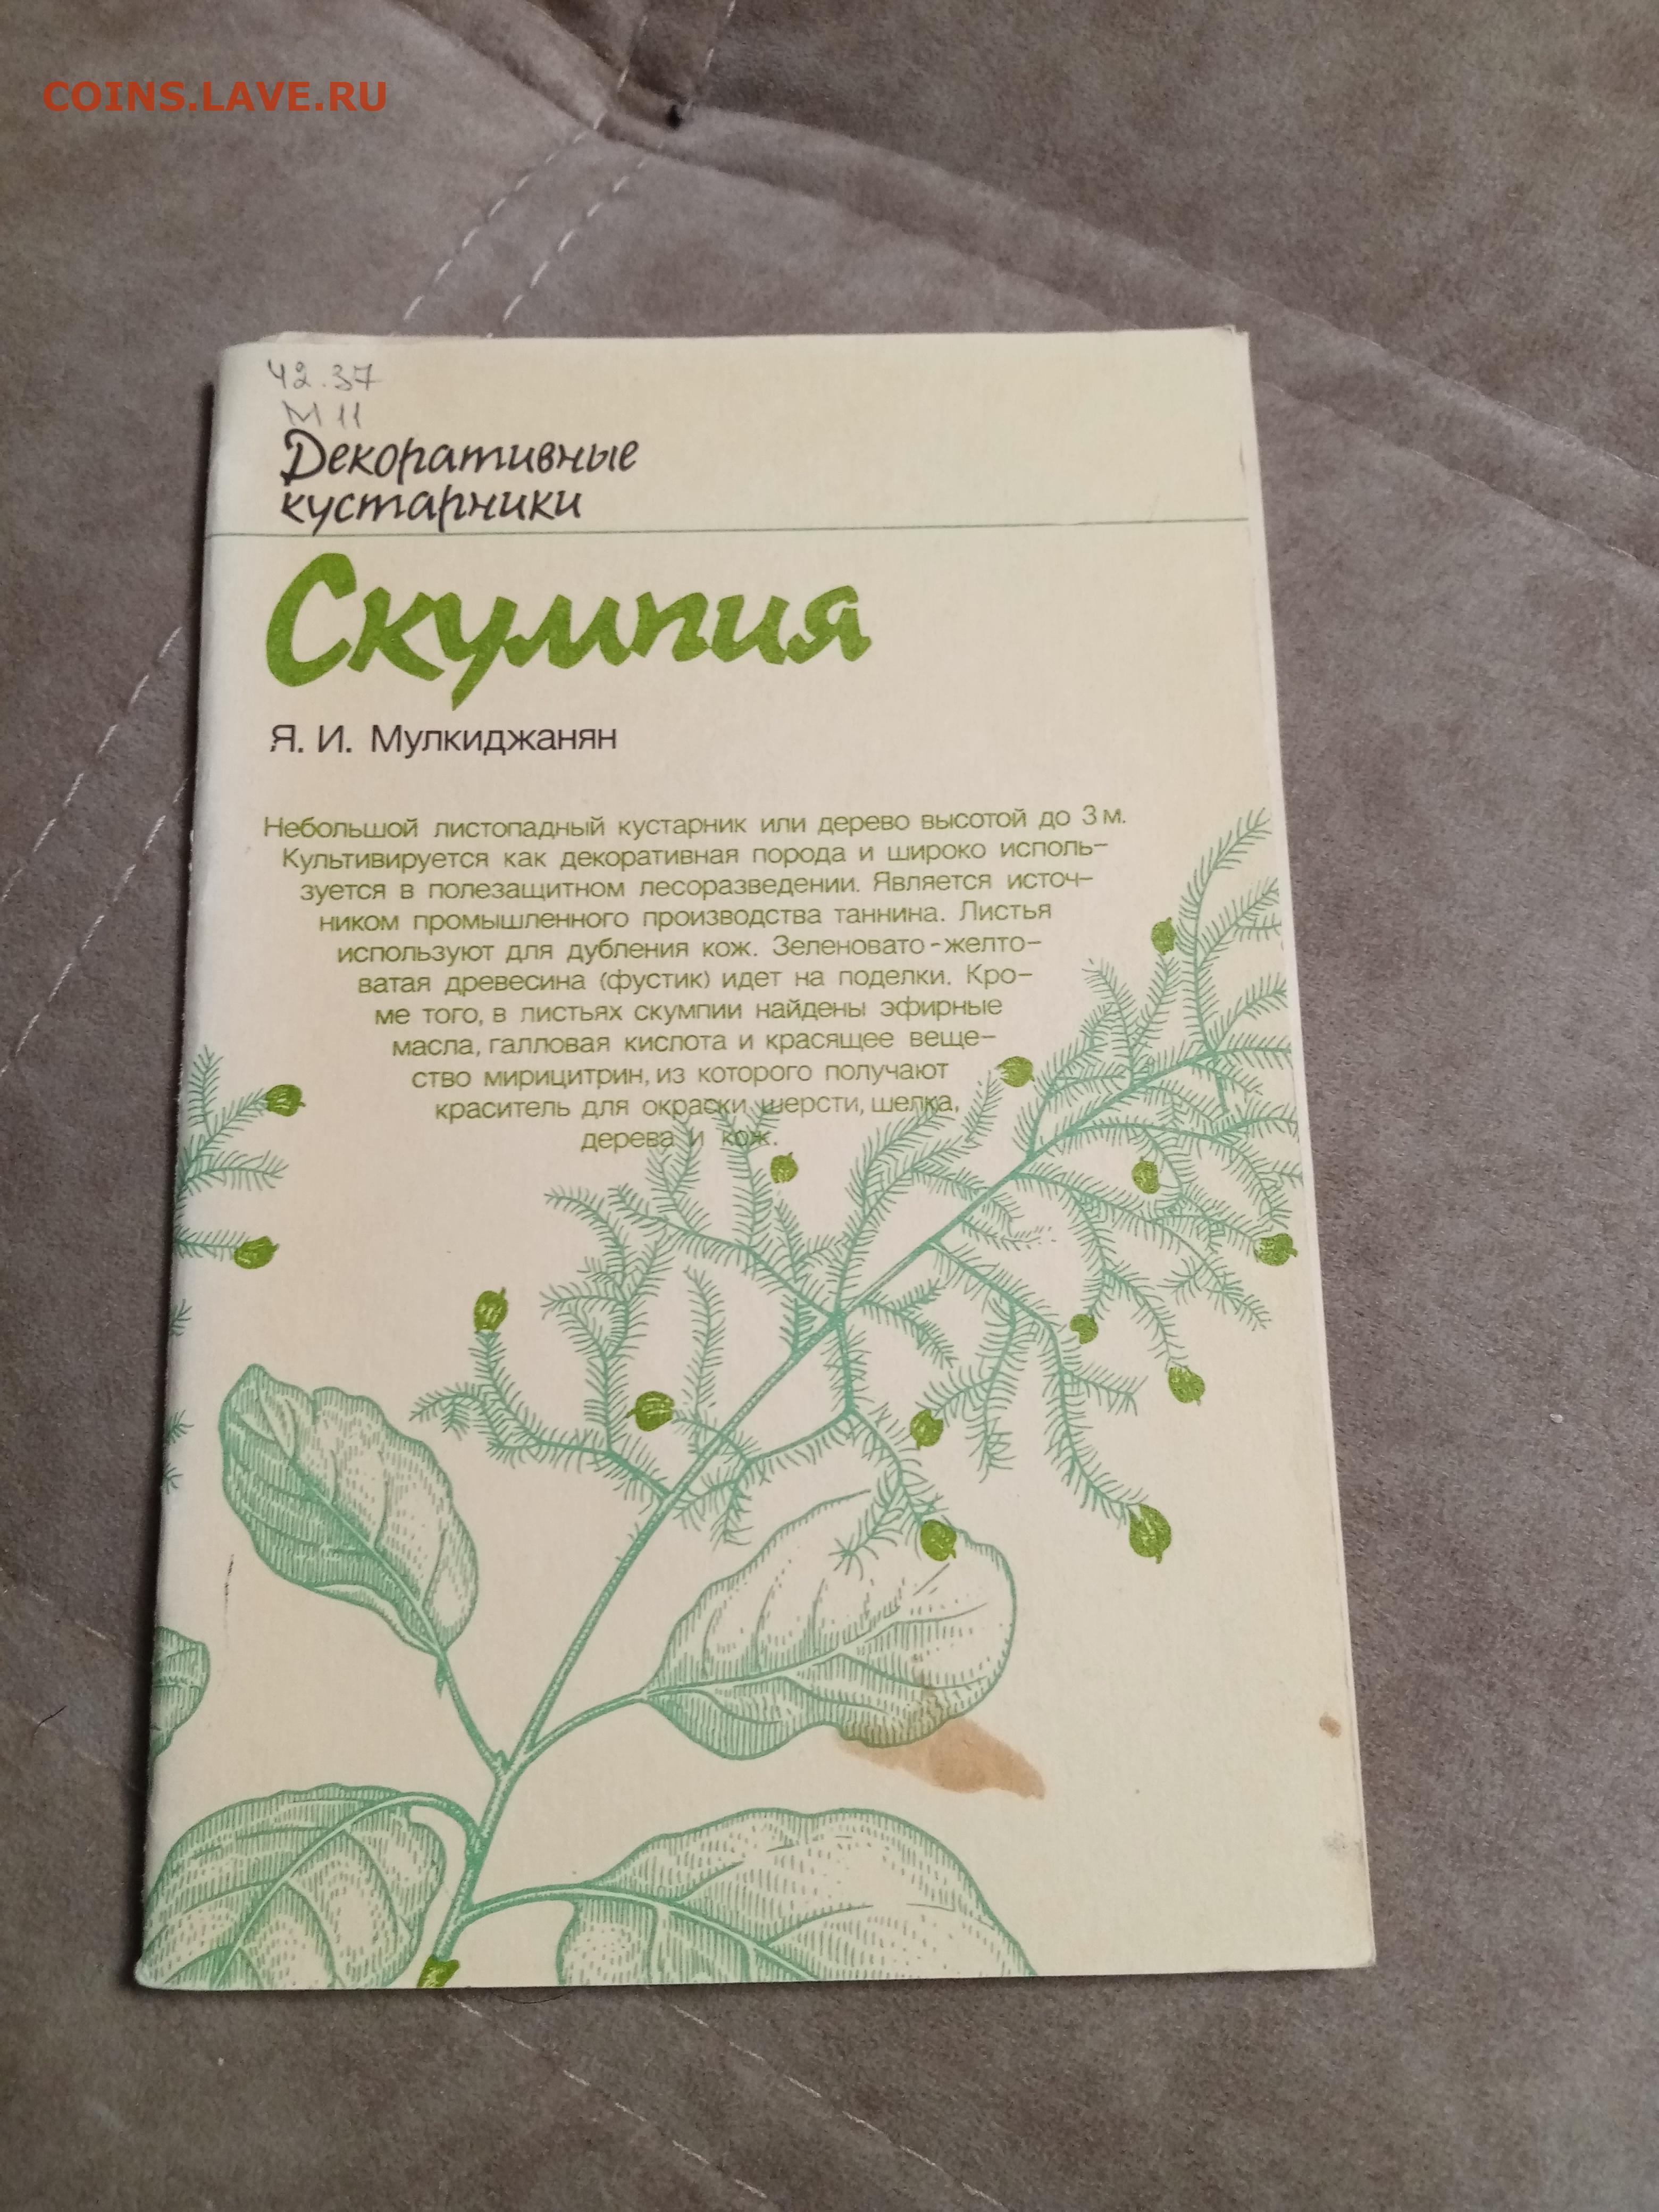 COINS.LAVE.RU
42.37
М 11
Декоративные
кустарники
Скумпия
Я. И. Мулкиджанян
Небольшой листопадный кустарник или дерево высотой до 3 м.
Культивируется как декоративная порода и широко исполь-
зуется в полезащитном лесоразведении. Является источ-
ником промышленного производства таннина. Листья
используют для дубления кож. Зеленовато-желто-
ватая древесина (фустик) идет на поделки. Кро-
ме того, в листьях скумпии найдены эфирные
масла, галловая кислота и красящее веще-
ство мирицитрин, из которого получают
краситель для окраски шерсти, шелка,
дерева и кож.